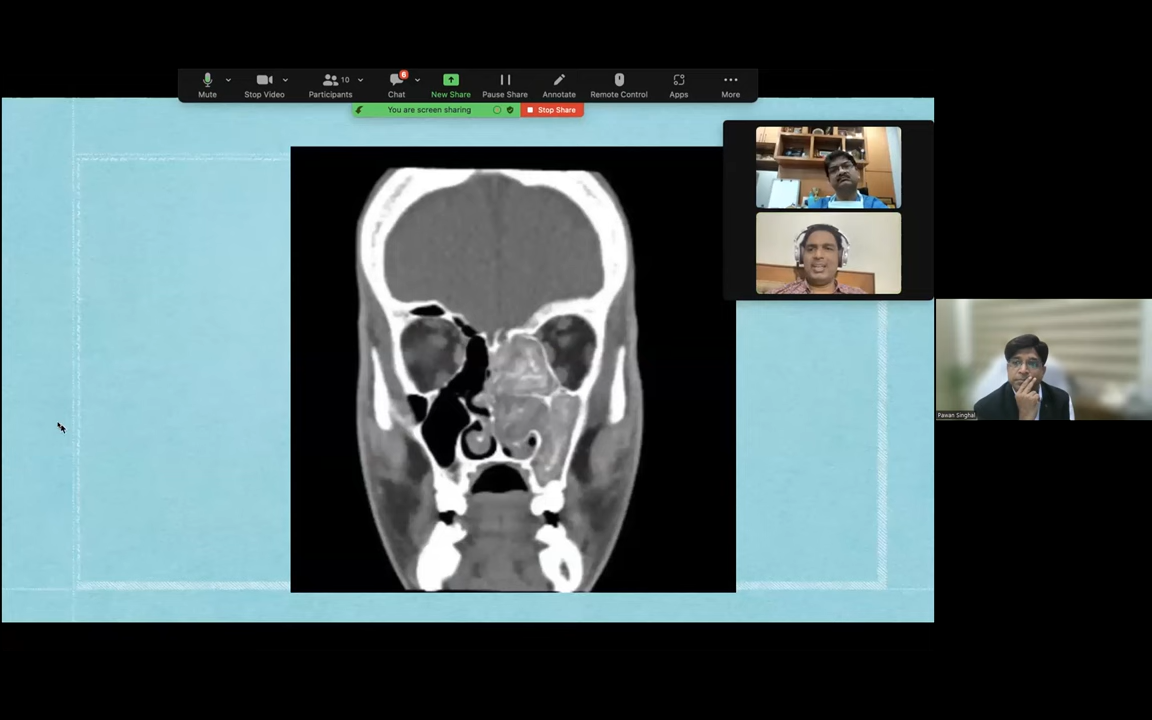 10
6
Mute
Stop Video
Participants
Chat
New Share
Pause Share
Annotate
Remote Control
Apps
More
You are screen sharing
Stop Share
Pawan Singhal